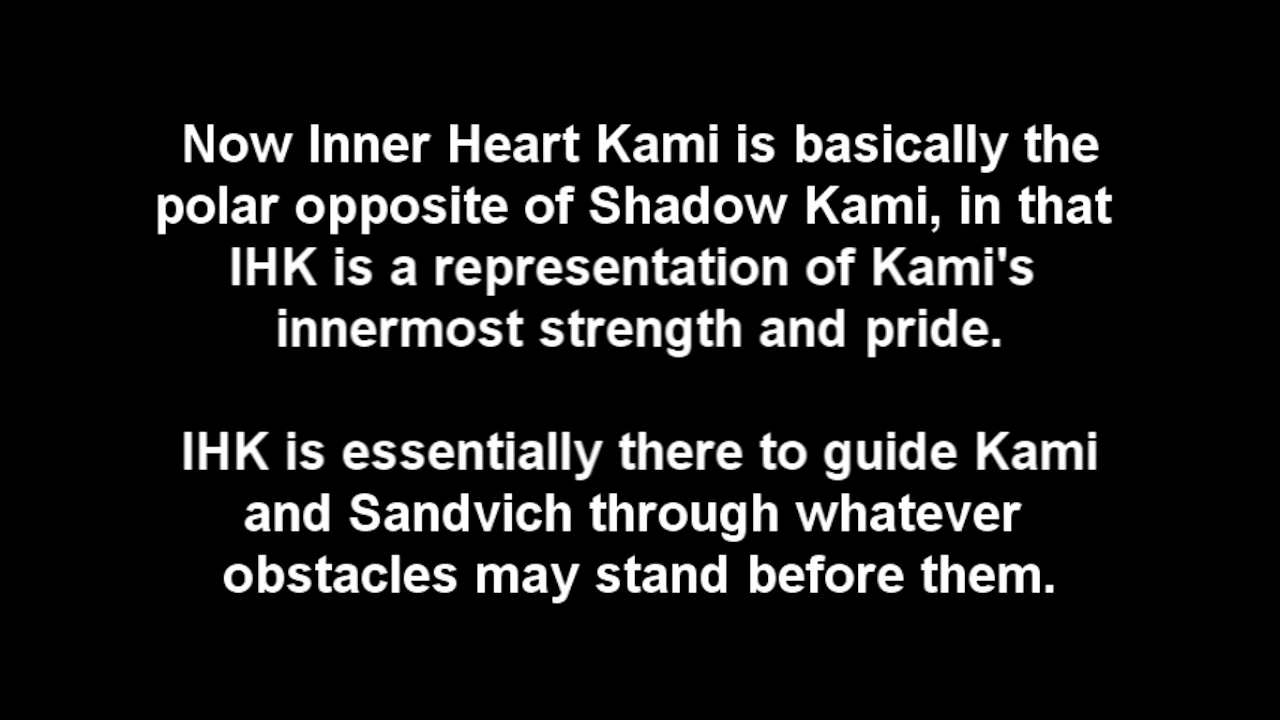 Now Inner Heart Kami is basically the
polar opposite of Shadow Kami, in that
IHK is a representation of Kami's
innermost strength and pride.
IHK is essentially there to guide Kami
and Sandvich through whatever
obstacles may stand before them.